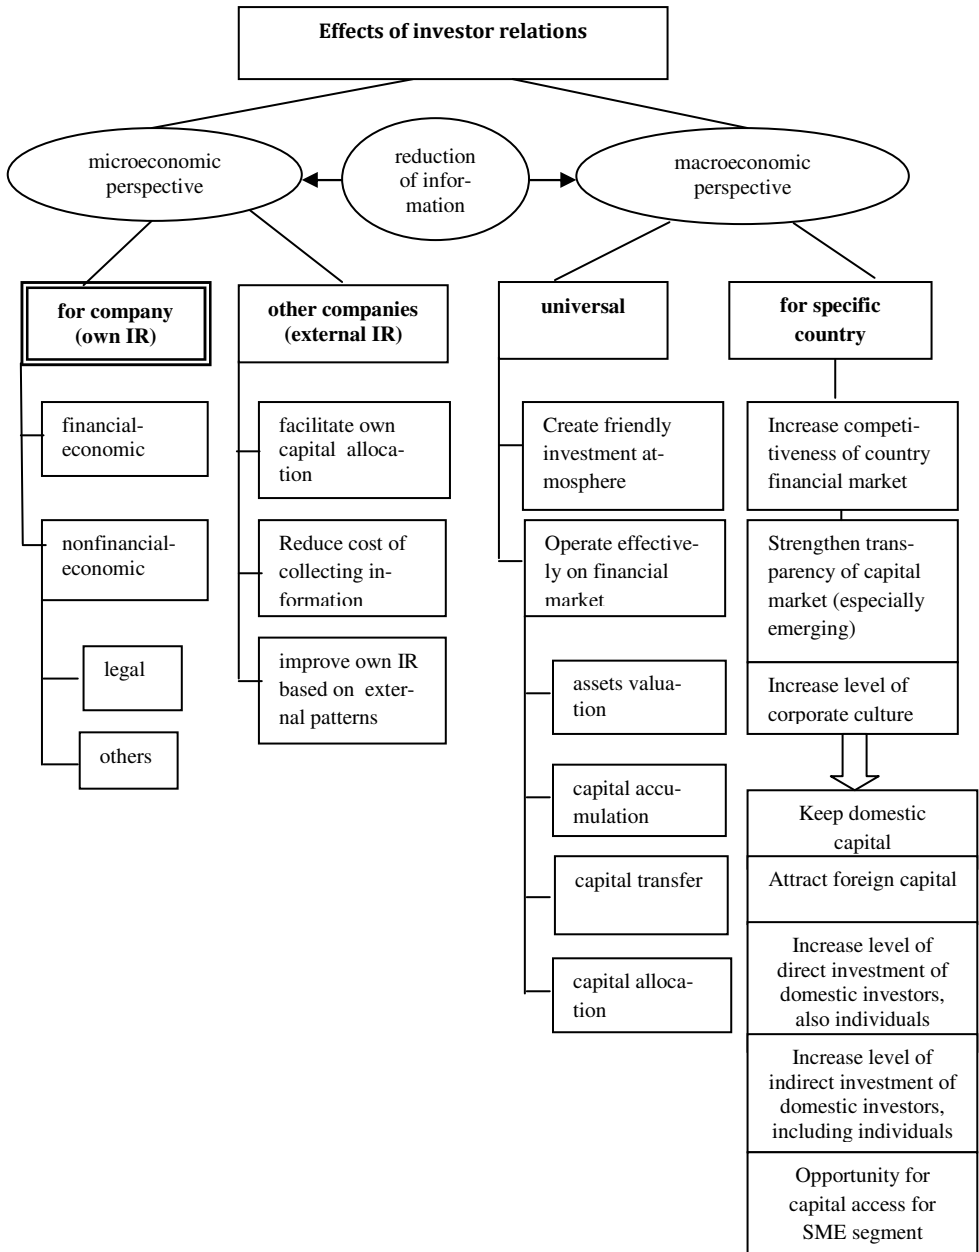 Effects of investor relations
microeconomic
perspective
reduction
of infor-
mation
macroeconomic
perspective
for company
(own IR)
financial-
economic
nonfinancial-
economic
legal
others
other companies
(external IR)
facilitate own
capital alloca-
tion
Reduce cost of
collecting in-
formation
improve own IR
based on exter-
nal patterns
universal
Create friendly
investment at-
mosphere
Operate effective-
ly on financial
market
assets valua-
tion
capital accu-
mulation
capital transfer
capital alloca-
tion
for specific
country
Increase competi-
tiveness of country
financial market
Strengthen trans-
parency of capital
market (especially
emerging)
Increase level of
corporate culture
Keep domestic
capital
Attract foreign capital
Increase level of
direct investment of
domestic investors,
also individuals
Increase level of
indirect investment of
domestic investors,
including individuals
Opportunity for
capital access for
SME segment